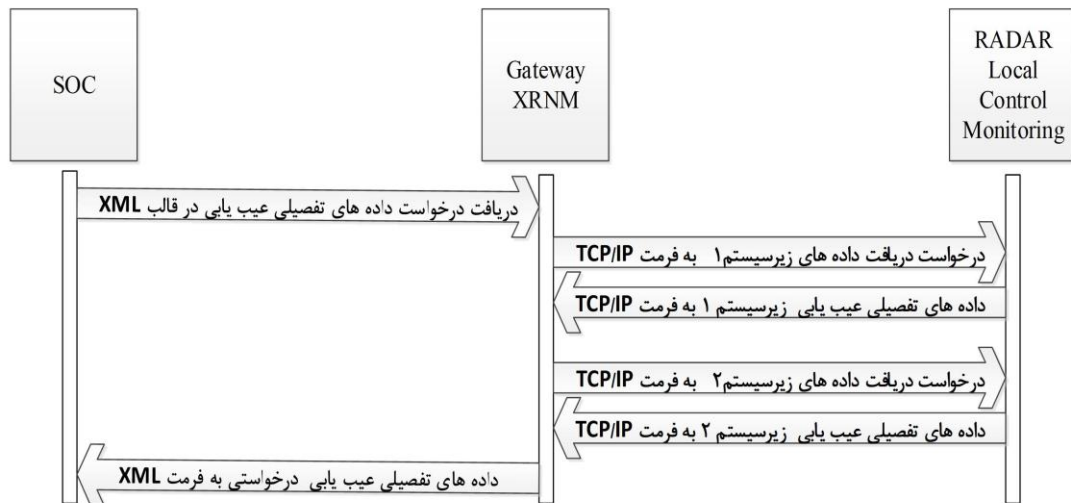 SOC
Gateway
XRNM
RADAR
Local
Control
Monitoring
دریافت درخواست داده های تفصیلی عیب یابی در قالب XML
درخواست دریافت داده های زیرسیستم۱ به فرمت TCP/IP
داده های تفصیلی عیب یابی زیرسیستم ۱ به فرمت TCP/IP
درخواست دریافت داده های زیرسیستم۲ به فرمت TCP/IP
داده های تفصیلی عیب یابی زیرسیستم ۲ به فرمت TCP/IP
داده های تفصیلی عیب یابی درخواستی به فرمت XML